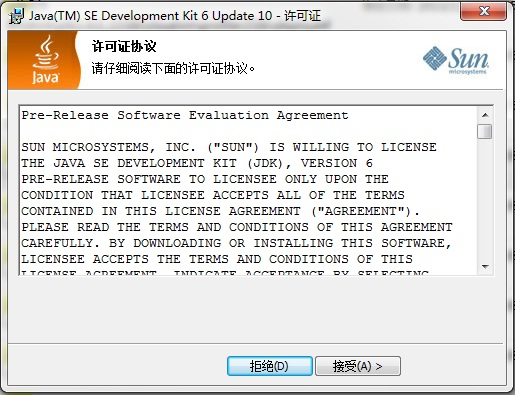 Java(TM) SE Development Kit 6 Update 10 - 许可证
许可证协议
请仔细阅读下面的许可证协议。
Java
Sun
microsystems
Pre-Release Software Evaluation Agreement
SUN MICROSYSTEMS, INC. ("SUN") IS WILLING TO LICENSE
THE JAVA SE DEVELOPMENT KIT (JDK), VERSION 6
PRE-RELEASE SOFTWARE TO LICENSEE ONLY UPON THE
CONDITION THAT LICENSEE ACCEPTS ALL OF THE TERMS
CONTAINED IN THIS LICENSE AGREEMENT ("AGREEMENT").
PLEASE READ THE TERMS AND CONDITIONS OF THIS AGREEMENT
CAREFULLY. BY DOWNLOADING OR INSTALLING THIS SOFTWARE,
LICENSEE ACCEPTS THE TERMS AND CONDITIONS OF THIS
LICENSE AGREEMENT. INDICATE ACCEPTANCE BY SELECTING
拒绝(D)
接受(A) >